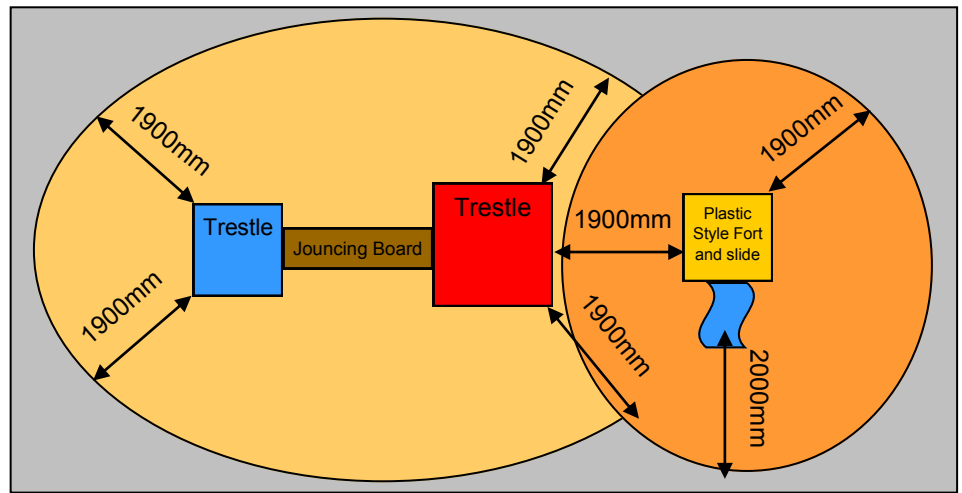 1900mm
1900mm
1900mm
Trestle
Trestle
Jouncing Board
1900mm
Plastic
Style Fort
and slide
1900mm
1900mm
2000mm